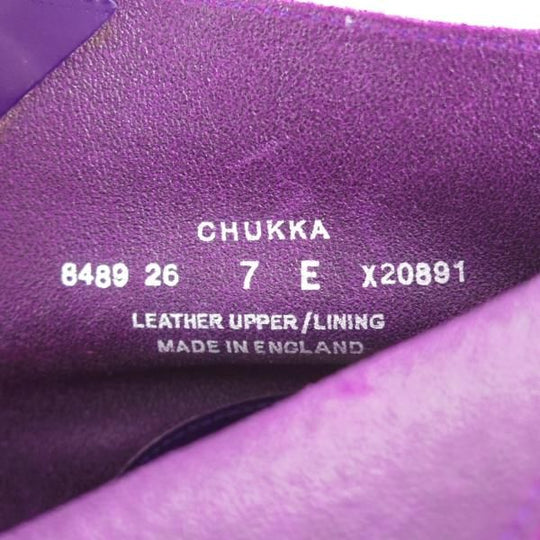 CHUKKA
8489 26 7 E X20891
LEATHER UPPER/LINING
MADE IN ENGLAND